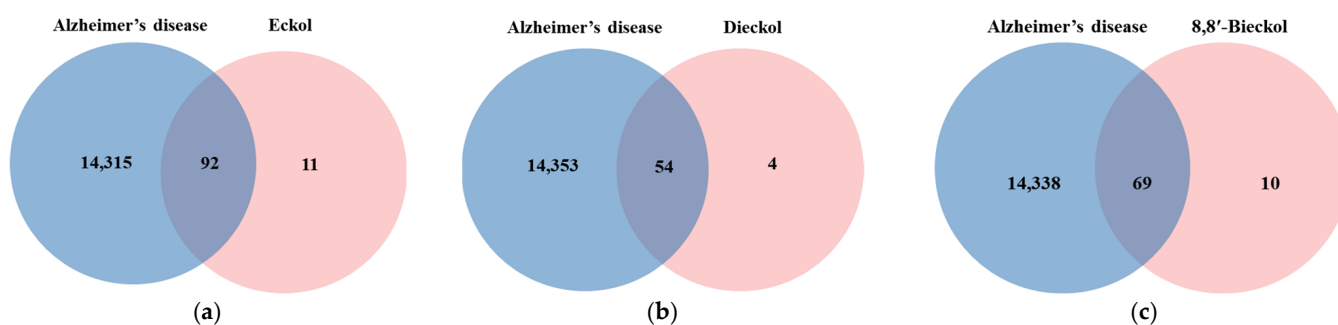 Alzheimer's disease Eckol
14,315 92 11
(a)
Alzheimer's disease Dieckol
14,353 54 4
(b)
Alzheimer's disease 8,8′-Bieckol
14,338 69 10
(c)